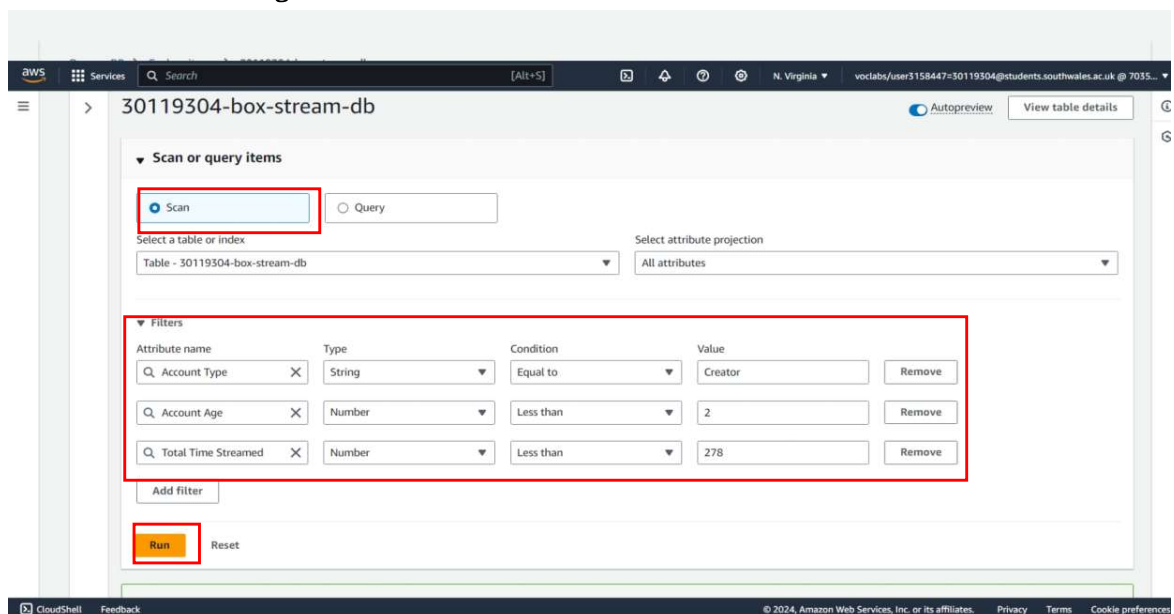 aws Services Search [Alt+S] N. Virginia ▼ voclabs/user3158447=30119304@students.southwales.ac.uk @ 7035... ▼
30119304-box-stream-db Autopreview View table details
▼ Scan or query items
Scan Query
Select a table or index Select attribute projection
Table - 30119304-box-stream-db ▼ All attributes ▼
▼ Filters
Attribute name Type Condition Value
Account Type String Equal to Creator Remove
Account Age Number Less than 2 Remove
Total Time Streamed Number Less than 278 Remove
Add filter
Run Reset
CloudShell Feedback © 2024, Amazon Web Services, Inc. or its affiliates. Privacy Terms Cookie preferences